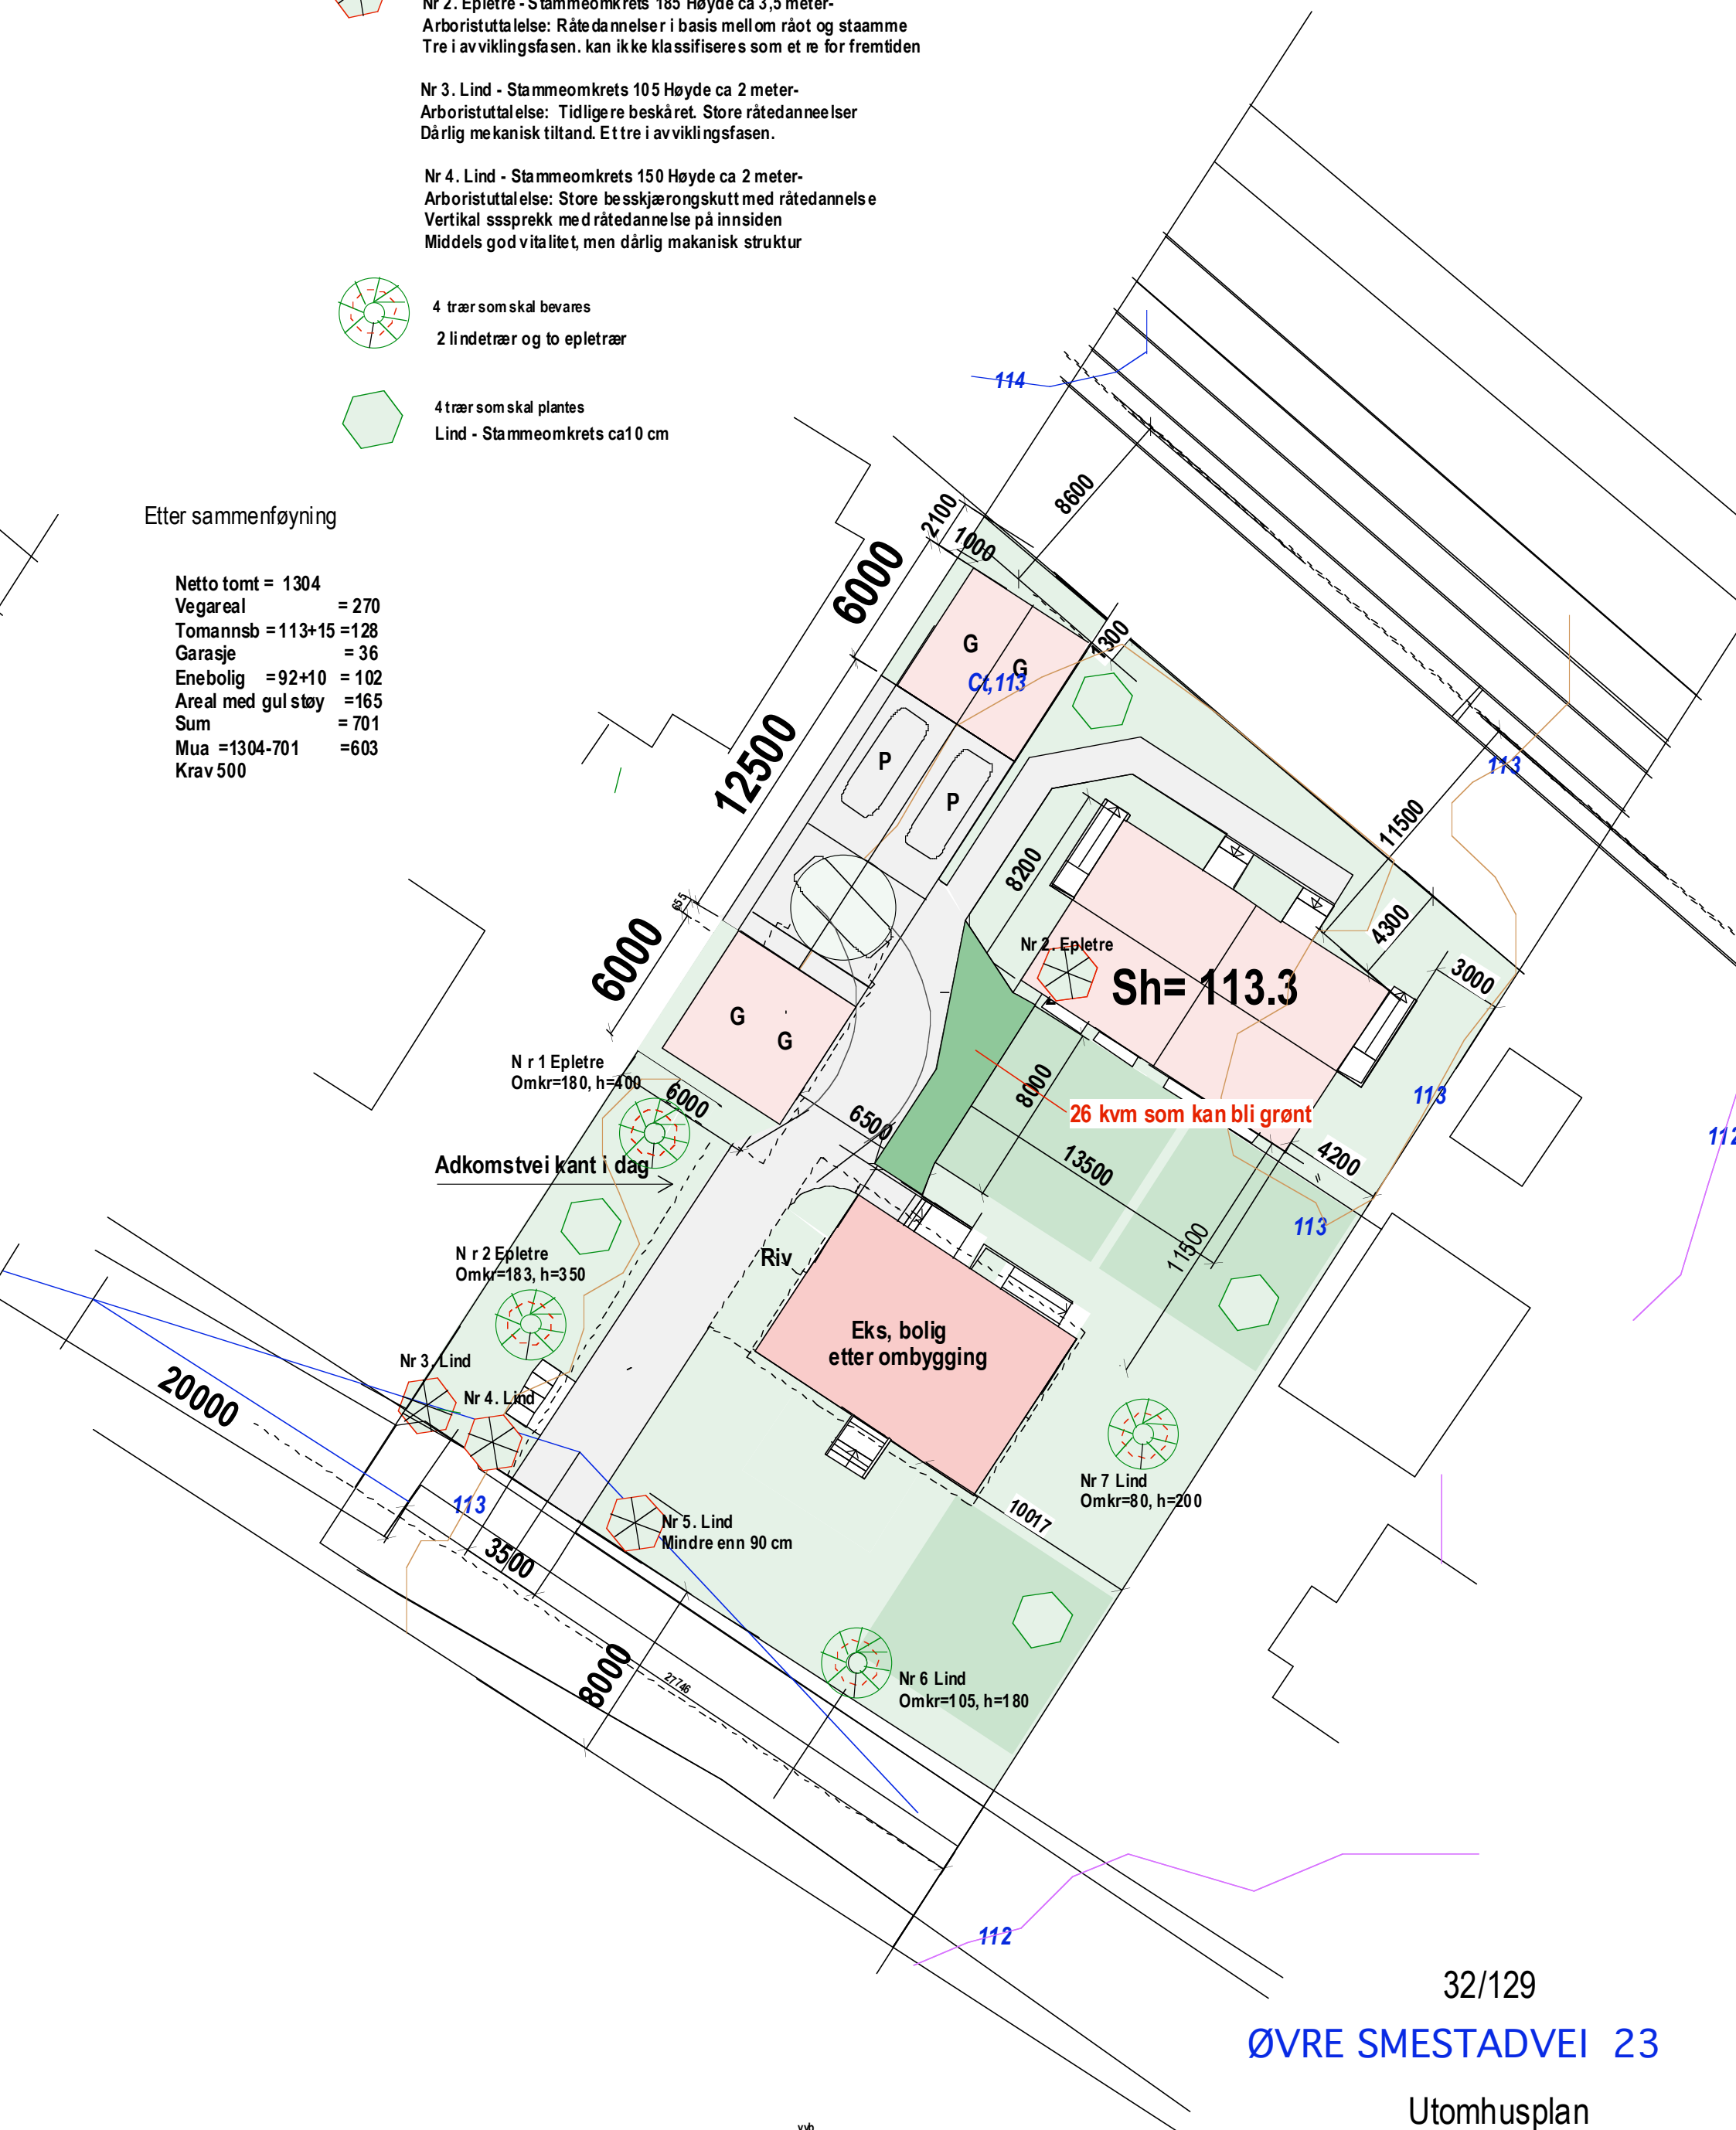 Nr 2. Epletre - Stammeomkrets 185 Høyde ca 3,5 meter-
Arboristuttalelse: Råtedannelser i basis mellom råot og staamme
Tre i avviklingsfasen. kan ikke klassifiseres som et re for fremtiden
Nr 3. Lind - Stammeomkrets 105 Høyde ca 2 meter-
Arboristuttalelse: Tidligere beskåret. Store råtedanneelser
Dårlig mekanisk tiltand. Et tre i avviklingsfasen.
Nr 4. Lind - Stammeomkrets 150 Høyde ca 2 meter-
Arboristuttalelse: Store besskjærongskutt med råtedannelse
Vertikal sssprekk med råtedannelse på innsiden
Middels god vitalitet, men dårlig makanisk struktur
4 trær som skal bevares
2 lindetrær og to epletrær
4 trær som skal plantes
Lind - Stammeomkrets ca10 cm
Etter sammenføyning
Netto tomt = 1304
Vegareal = 270
Tomannsb =113+15 =128
Garasje = 36
Enebolig =92+10 = 102
Areal med gul støy =165
Sum = 701
Mua =1304-701 =603
Krav 500
114
8600
2100
1000
6000
1300
G
G
Ct,113
12500
P
P
113
11500
8200
655
6000
4300
Nr 2. Epletre
Sh= 113.3
3000
G
G
N r 1 Epletre
Omkr=180, h=400
6000
6500
8000
26 kvm som kan bli grønt
113
112
Adkomstvei kant i dag
13500
4200
113
11500
N r 2 Epletre
Omkr=183, h=350
Riv
Eks, bolig
etter ombygging
Nr 3. Lind
Nr 4. Lind
20000
113
Nr 7 Lind
Omkr=80, h=200
10017
Nr 5. Lind
Mindre enn 90 cm
3500
8000
27746
Nr 6 Lind
Omkr=105, h=180
112
32/129
ØVRE SMESTADVEI 23
Utomhusplan